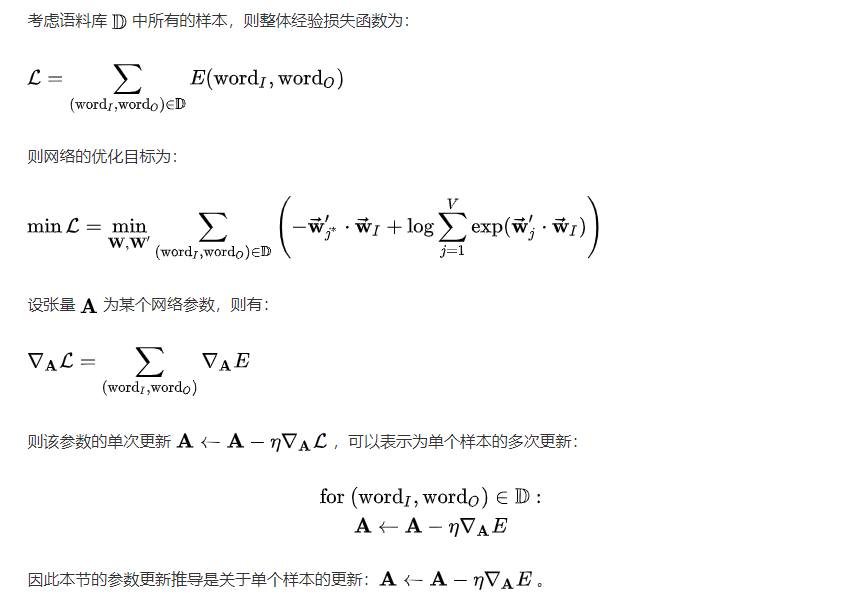 考虑语料库 𝔻 中所有的样本，则整体经验损失函数为：
$\mathcal{L} = \sum_{(\text{word}_I, \text{word}_O) \in \mathbb{D}} E(\text{word}_I, \text{word}_O)$
则网络的优化目标为：
$\min \mathcal{L} = \min_{\mathbf{W}, \mathbf{W}'} \sum_{(\text{word}_I, \text{word}_O) \in \mathbb{D}} \left( -\vec{\mathbf{w}}'_{j^*} \cdot \vec{\mathbf{w}}_I + \log \sum_{j=1}^{V} \exp(\vec{\mathbf{w}}'_j \cdot \vec{\mathbf{w}}_I) \right)$
设张量 $\mathbf{A}$ 为某个网络参数，则有：
$\nabla_{\mathbf{A}} \mathcal{L} = \sum_{(\text{word}_I, \text{word}_O)} \nabla_{\mathbf{A}} E$
则该参数的单次更新 $\mathbf{A} \leftarrow \mathbf{A} - \eta \nabla_{\mathbf{A}} \mathcal{L}$ ，可以表示为单个样本的多次更新：
$\text{for } (\text{word}_I, \text{word}_O) \in \mathbb{D} :$
$\mathbf{A} \leftarrow \mathbf{A} - \eta \nabla_{\mathbf{A}} E$
因此本节的参数更新推导是关于单个样本的更新：$\mathbf{A} \leftarrow \mathbf{A} - \eta \nabla_{\mathbf{A}} E$ 。